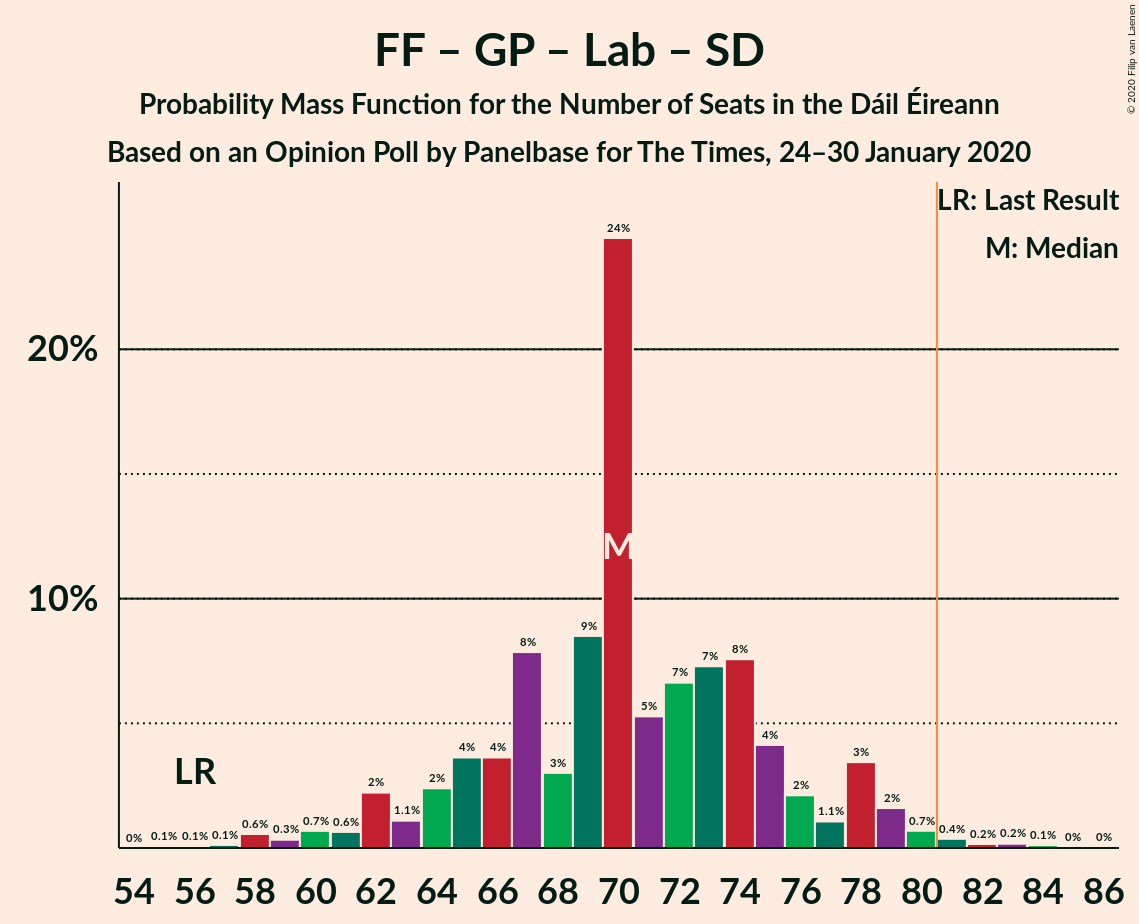 FF – GP – Lab – SD
Probability Mass Function for the Number of Seats in the Dáil Éireann
Based on an Opinion Poll by Panelbase for The Times, 24–30 January 2020
© 2020 Filip van Laenen
LR: Last Result
M: Median
20%
10%
LR
M
0% 0.1% 0.1% 0.1% 0.6% 0.3% 0.7% 0.6% 2% 1.1% 2% 4% 4% 8% 3% 9% 24% 5% 7% 7% 8% 4% 2% 1.1% 3% 2% 0.7% 0.4% 0.2% 0.2% 0.1% 0% 0%
54 56 58 60 62 64 66 68 70 72 74 76 78 80 82 84 86